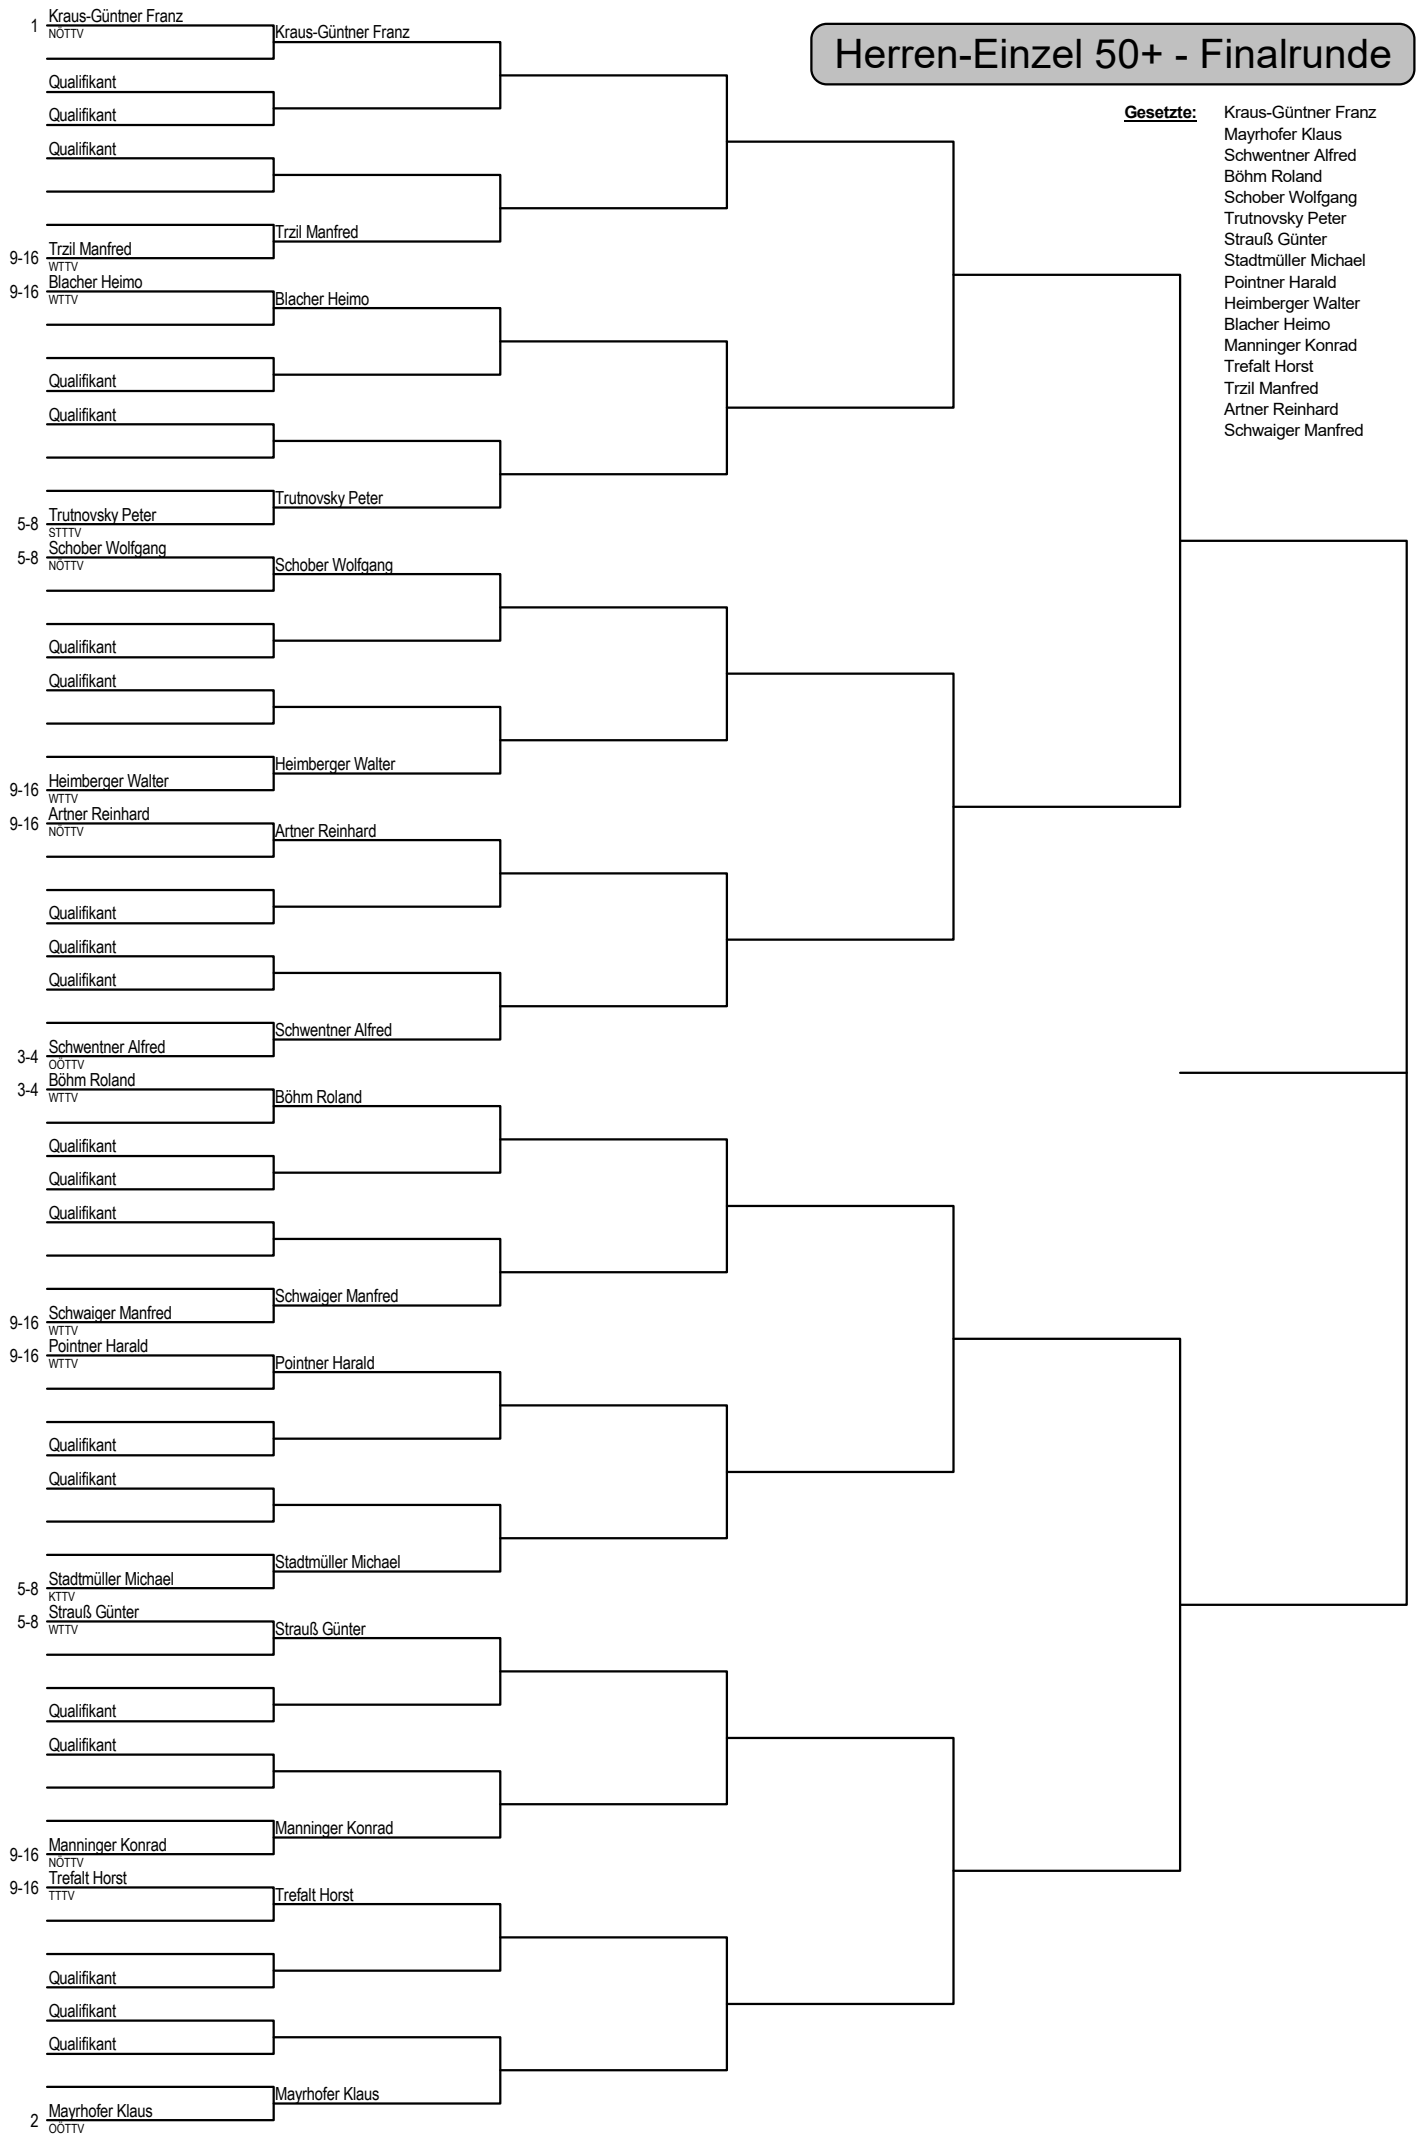 Herren-Einzel 50+ - Finalrunde
Gesetzte: Kraus-Güntner Franz
Mayrhofer Klaus
Schwentner Alfred
Böhm Roland
Schober Wolfgang
Trutnovsky Peter
Strauß Günter
Stadtmüller Michael
Pointner Harald
Heimberger Walter
Blacher Heimo
Manninger Konrad
Trefalt Horst
Trzil Manfred
Artner Reinhard
Schwaiger Manfred
1 Kraus-Güntner Franz
NÖTTV
Kraus-Güntner Franz
Qualifikant
Qualifikant
Qualifikant
Trzil Manfred
9-16 Trzil Manfred
WTTV
9-16 Blacher Heimo
WTTV
Blacher Heimo
Qualifikant
Qualifikant
Trutnovsky Peter
5-8 Trutnovsky Peter
STTTV
5-8 Schober Wolfgang
NÖTTV
Schober Wolfgang
Qualifikant
Qualifikant
Heimberger Walter
9-16 Heimberger Walter
WTTV
9-16 Artner Reinhard
NÖTTV
Artner Reinhard
Qualifikant
Qualifikant
Qualifikant
Schwentner Alfred
3-4 Schwentner Alfred
OÖTTV
3-4 Böhm Roland
WTTV
Böhm Roland
Qualifikant
Qualifikant
Qualifikant
Schwaiger Manfred
9-16 Schwaiger Manfred
WTTV
9-16 Pointner Harald
WTTV
Pointner Harald
Qualifikant
Qualifikant
Stadtmüller Michael
5-8 Stadtmüller Michael
KTTV
5-8 Strauß Günter
WTTV
Strauß Günter
Qualifikant
Qualifikant
Manninger Konrad
9-16 Manninger Konrad
NÖTTV
9-16 Trefalt Horst
TTTV
Trefalt Horst
Qualifikant
Qualifikant
Qualifikant
Mayrhofer Klaus
2 Mayrhofer Klaus
OÖTTV